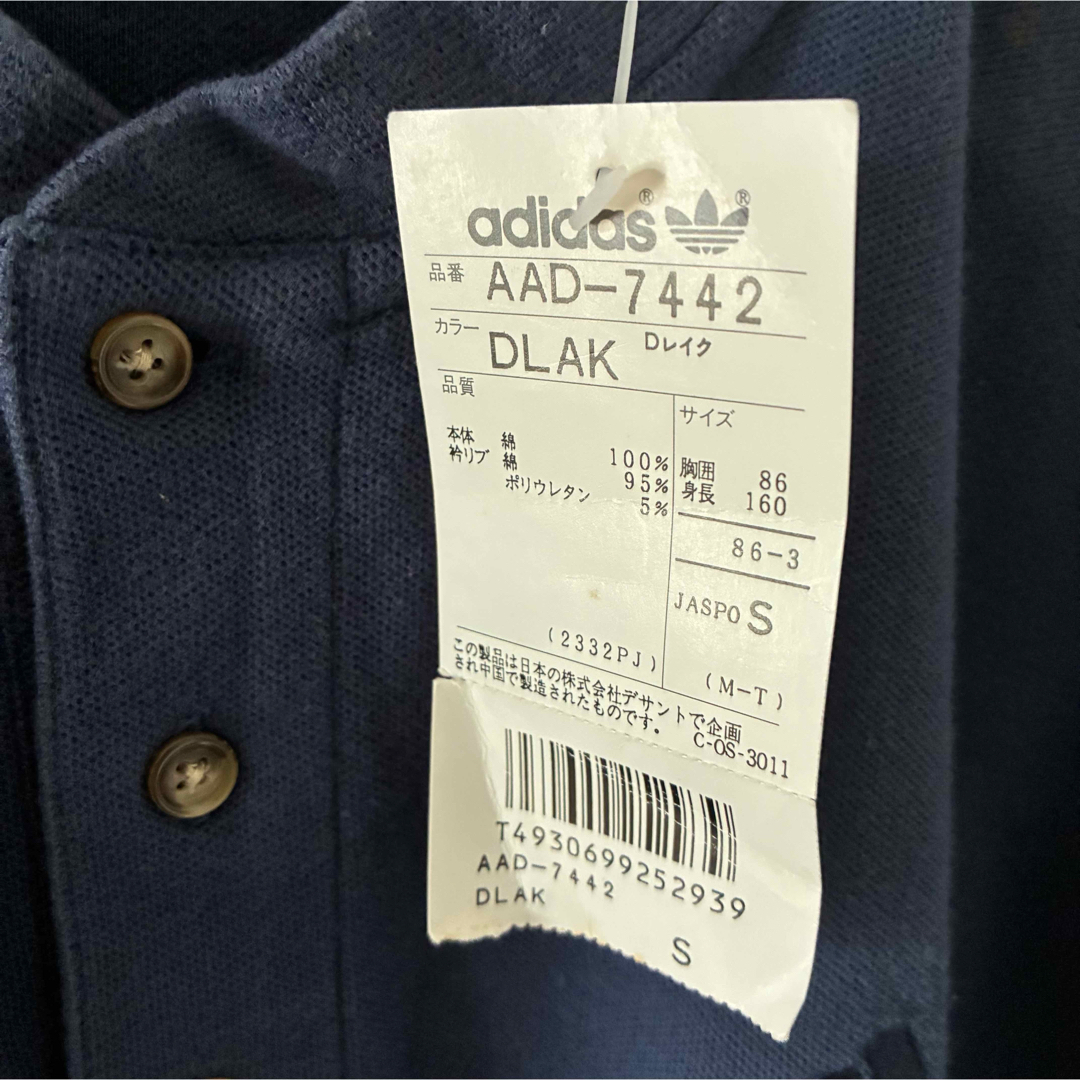 adidas® ®
品番 AAD-7442
カラー DLAK Dレイク
品質
サイズ
本体 綿 100%
衿リブ 綿 95%
ポリウレタン 5%
胸囲 86
身長 160
86-3
JASPO S
(2332PJ)
(M-T)
この製品は日本の株式会社デサントで企画
され中国で製造されたものです。 C-OS-3011
T4930699252939
AAD-7442
DLAK
S